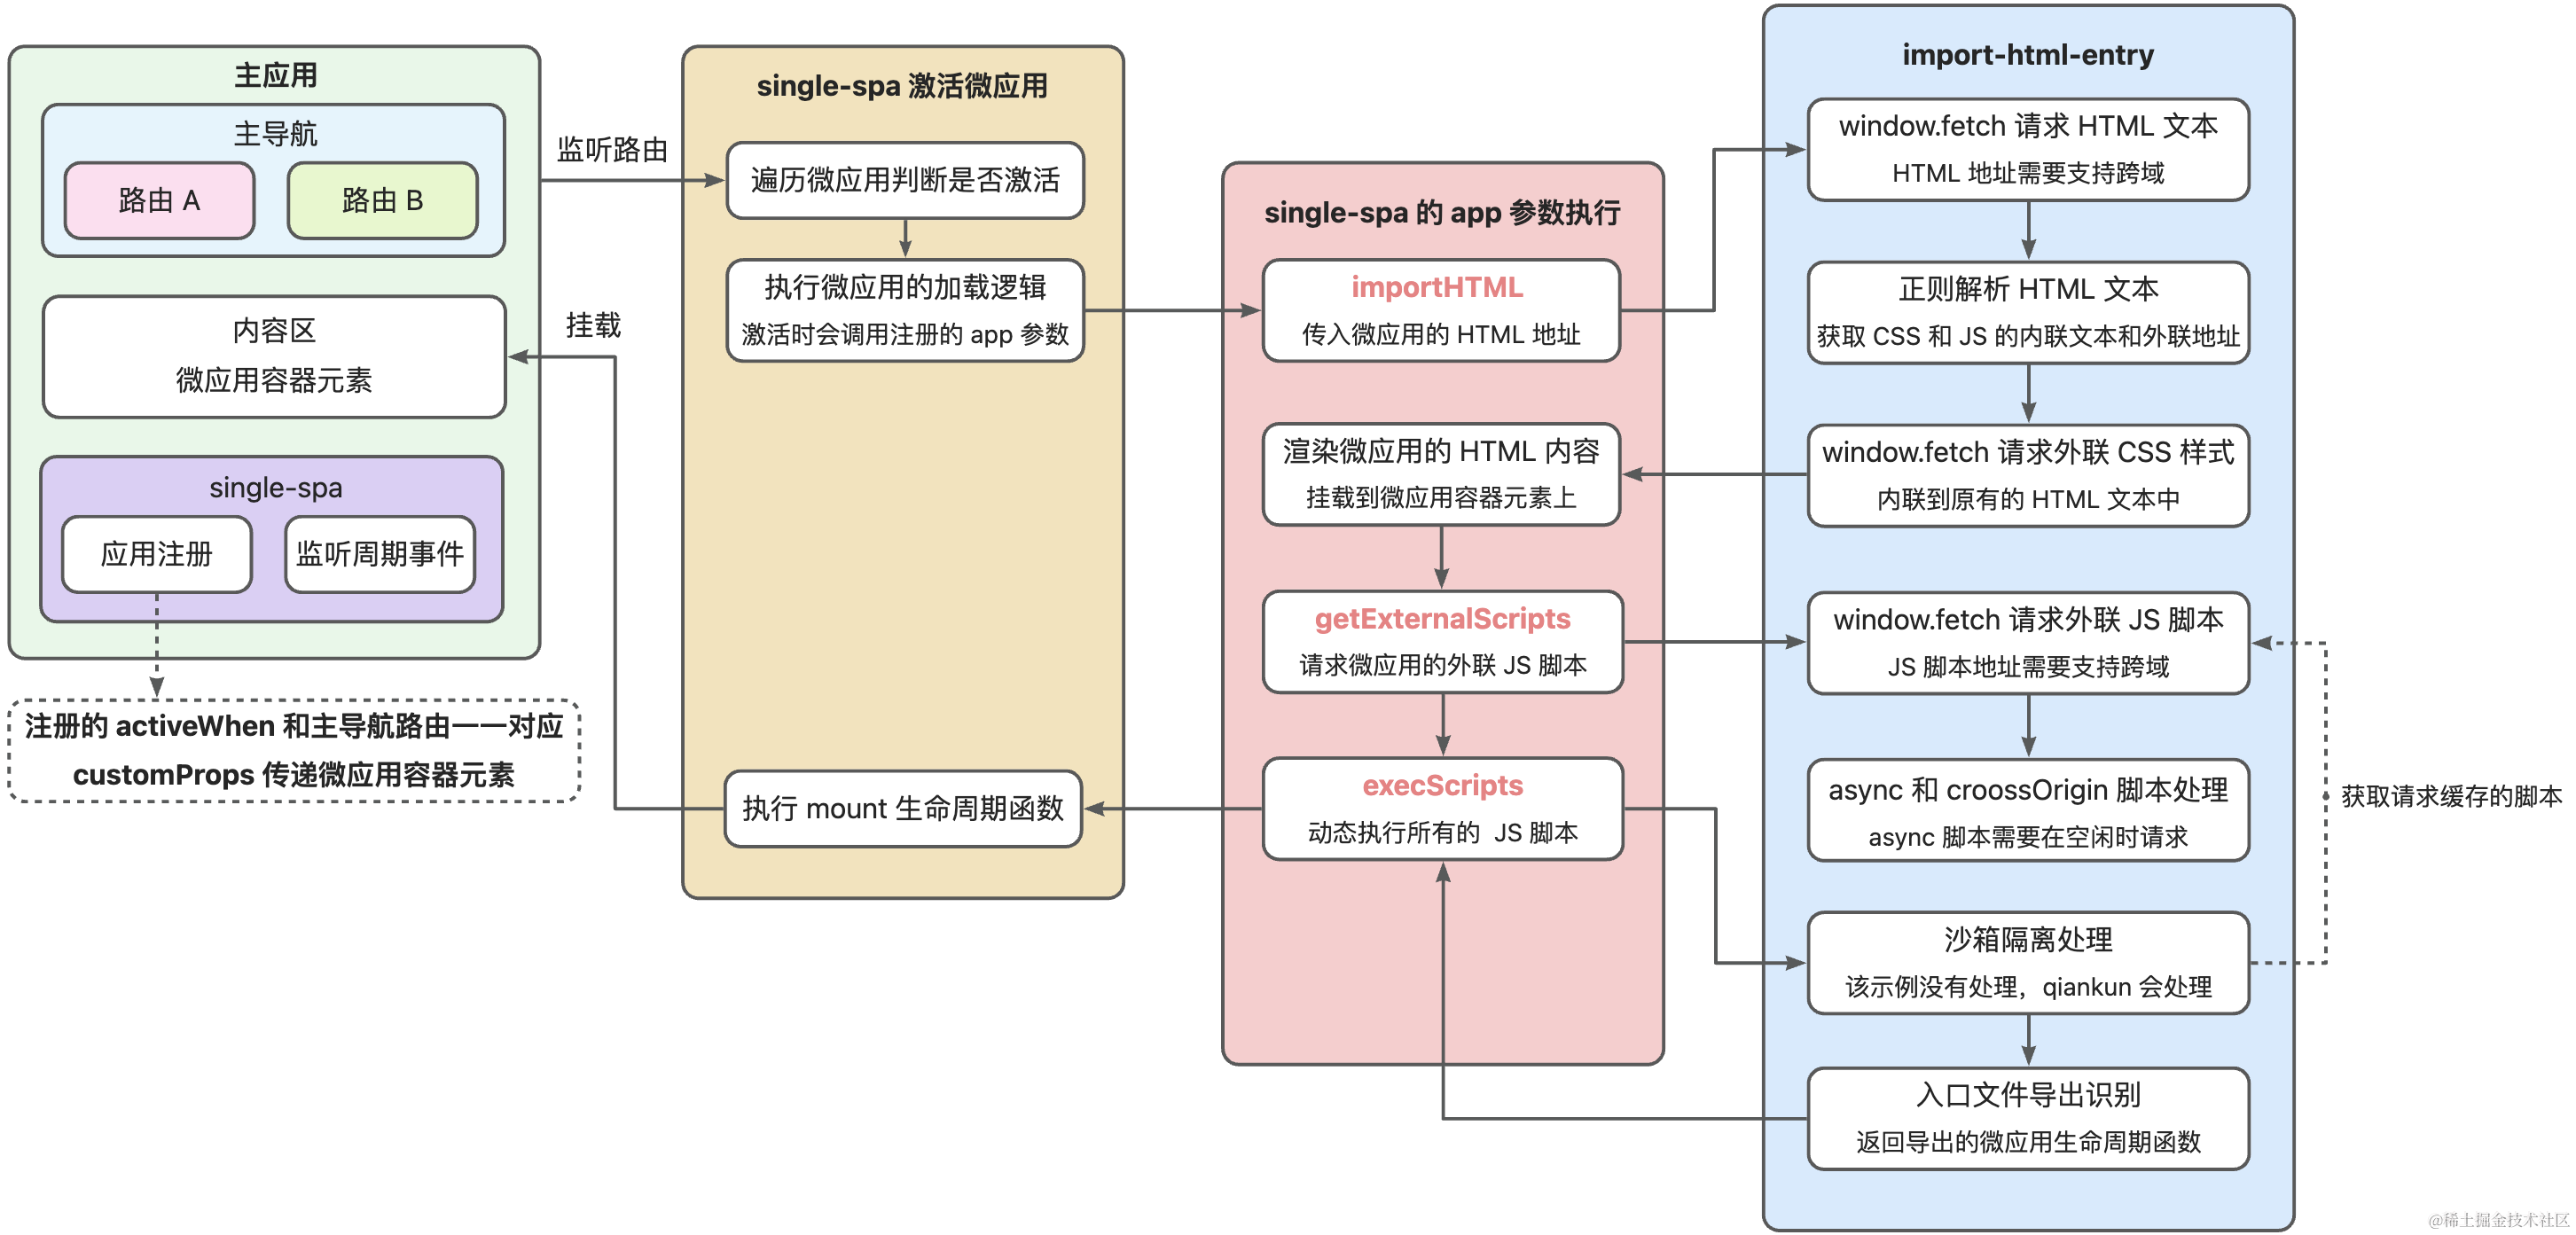 主应用
主导航
路由 A
路由 B
内容区
微应用容器元素
single-spa
应用注册
监听周期事件
注册的 activeWhen 和主导航路由一一对应
customProps 传递微应用容器元素
监听路由
挂载
single-spa 激活微应用
遍历微应用判断是否激活
执行微应用的加载逻辑
激活时会调用注册的 app 参数
执行 mount 生命周期函数
single-spa 的 app 参数执行
importHTML
传入微应用的 HTML 地址
渲染微应用的 HTML 内容
挂载到微应用容器元素上
getExternalScripts
请求微应用的外联 JS 脚本
execScripts
动态执行所有的 JS 脚本
import-html-entry
window.fetch 请求 HTML 文本
HTML 地址需要支持跨域
正则解析 HTML 文本
获取 CSS 和 JS 的内联文本和外联地址
window.fetch 请求外联 CSS 样式
内联到原有的 HTML 文本中
window.fetch 请求外联 JS 脚本
JS 脚本地址需要支持跨域
async 和 croossOrigin 脚本处理
async 脚本需要在空闲时请求
沙箱隔离处理
该示例没有处理，qiankun 会处理
入口文件导出识别
返回导出的微应用生命周期函数
获取请求缓存的脚本
@稀土掘金技术社区